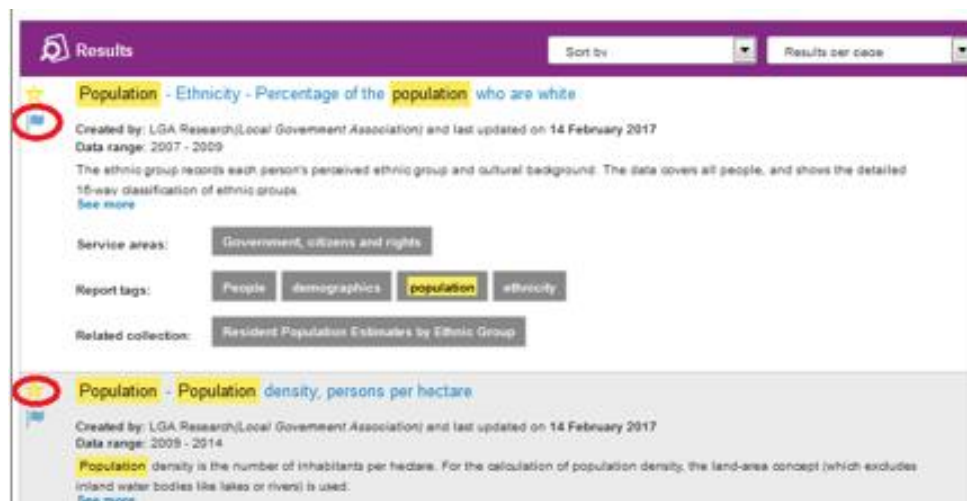 Results
Sort by
Results per page
Population - Ethnicity - Percentage of the population who are white
Created by: LGA Research(Local Government Association) and last updated on 14 February 2017
Data range: 2007 - 2009
The ethnic group records each person's perceived ethnic group and cultural background. The data covers all people, and shows the detailed
16-way classification of ethnic groups.
See more
Service areas: Government, citizens and rights
Report tags: People demographics population ethnicity
Related collection: Resident Population Estimates by Ethnic Group
Population - Population density, persons per hectare
Created by: LGA Research(Local Government Association) and last updated on 14 February 2017
Data range: 2009 - 2014
Population density is the number of inhabitants per hectare. For the calculation of population density, the land-area concept (which excludes
inland water bodies like lakes or rivers) is used.
See more